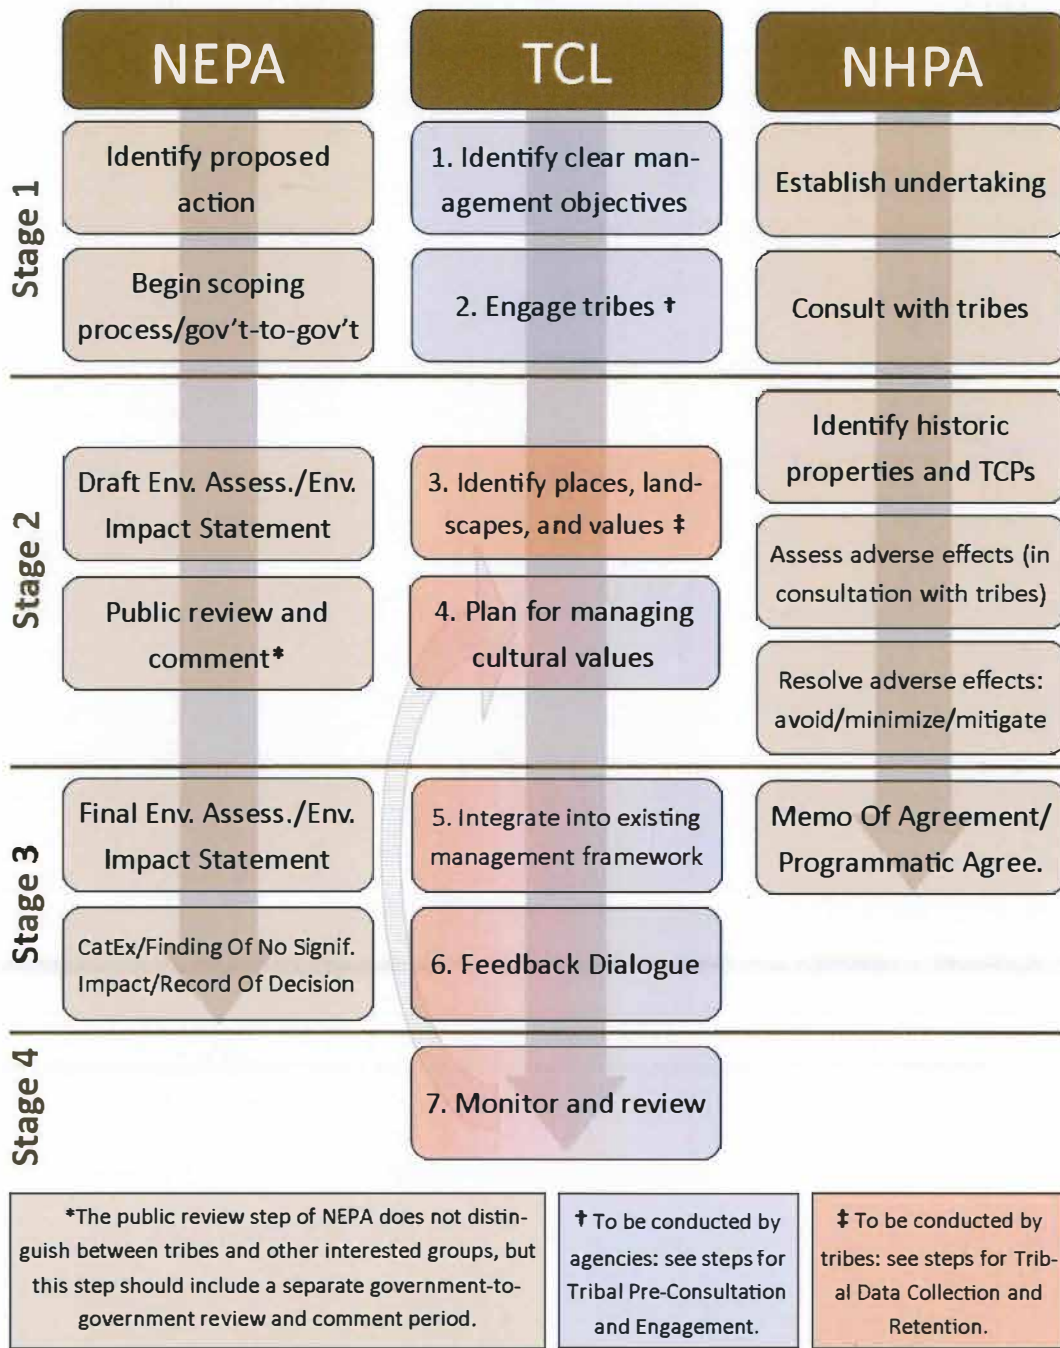 NEPA
TCL
NHPA
Stage 1
Identify proposed
action
1. Identify clear man-
agement objectives
Establish undertaking
Begin scoping
process/gov't-to-gov't
2. Engage tribes †
Consult with tribes
Stage 2
Draft Env. Assess./Env.
Impact Statement
Public review and
comment*
3. Identify places, land-
scapes, and values ‡
4. Plan for managing
cultural values
Identify historic
properties and TCPs
Assess adverse effects (in
consultation with tribes)
Resolve adverse effects:
avoid/minimize/mitigate
Stage 3
Final Env. Assess./Env.
Impact Statement
5. Integrate into existing
management framework
Memo Of Agreement/
Programmatic Agree.
CatEx/Finding Of No Signif.
Impact/Record Of Decision
6. Feedback Dialogue
Stage 4
7. Monitor and review
*The public review step of NEPA does not distin-
guish between tribes and other interested groups, but
this step should include a separate government-to-
government review and comment period.
† To be conducted by
agencies: see steps for
Tribal Pre-Consultation
and Engagement.
‡ To be conducted by
tribes: see steps for Trib-
al Data Collection and
Retention.